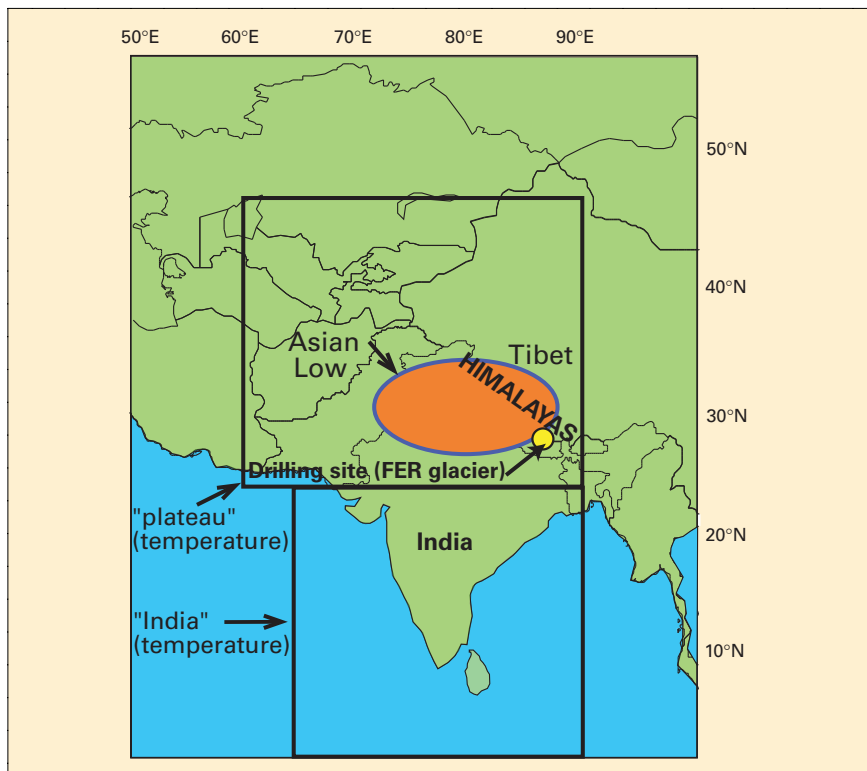 50°E 60°E 70°E 80°E 90°E
50°N
40°N
Asian
Low
Tibet
HIMALAYAS
30°N
Drilling site (FER glacier)
"plateau"
(temperature)
India
20°N
"India"
(temperature)
10°N